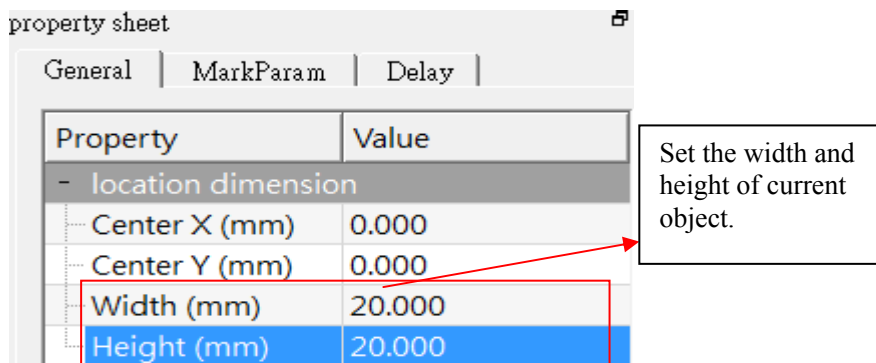 property sheet
General MarkParam Delay
Property Value
- location dimension
Center X (mm) 0.000
Center Y (mm) 0.000
Width (mm) 20.000
Height (mm) 20.000
Set the width and
height of current
object.